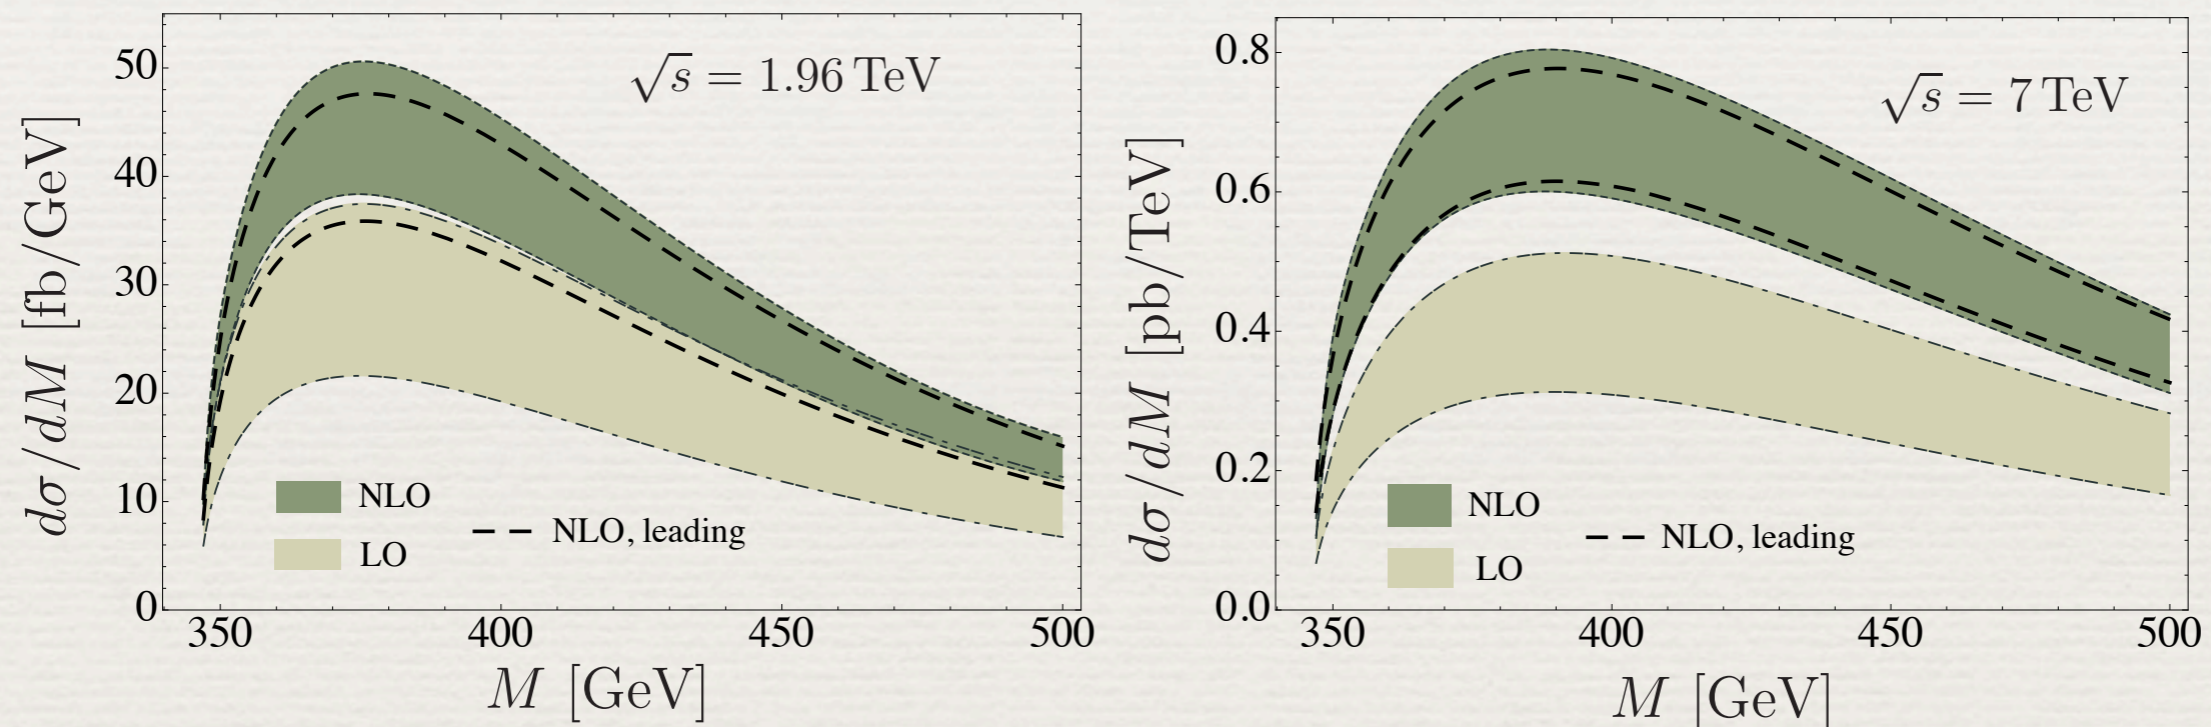 √s = 1.96 TeV
dσ/dM [fb/GeV]
50
40
30
20
10
0
NLO
LO
NLO, leading
350 400 450 500
M [GeV]
√s = 7 TeV
dσ/dM [pb/TeV]
0.8
0.6
0.4
0.2
0.0
NLO
LO
NLO, leading
350 400 450 500
M [GeV]